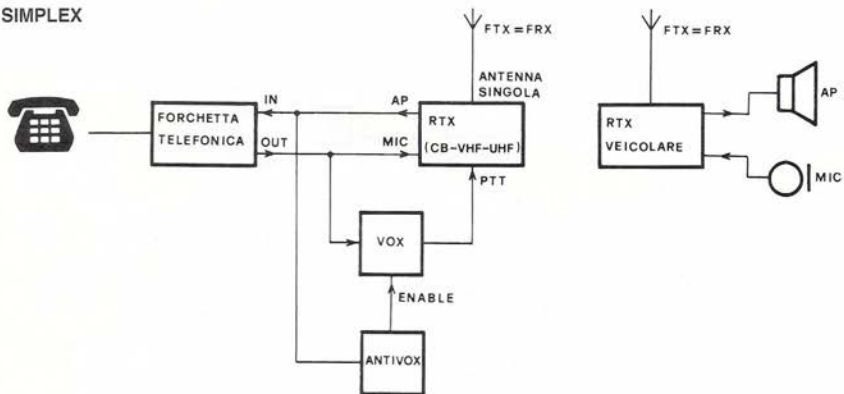 SIMPLEX
FTX=FRX
FTX=FRX
ANTENNA
SINGOLA
IN
AP
AP
FORCHETTA
TELEFONICA
RTX
(CB-VHF-UHF)
RTX
VEICOLARE
OUT
MIC
MIC
PTT
VOX
ENABLE
ANTIVOX